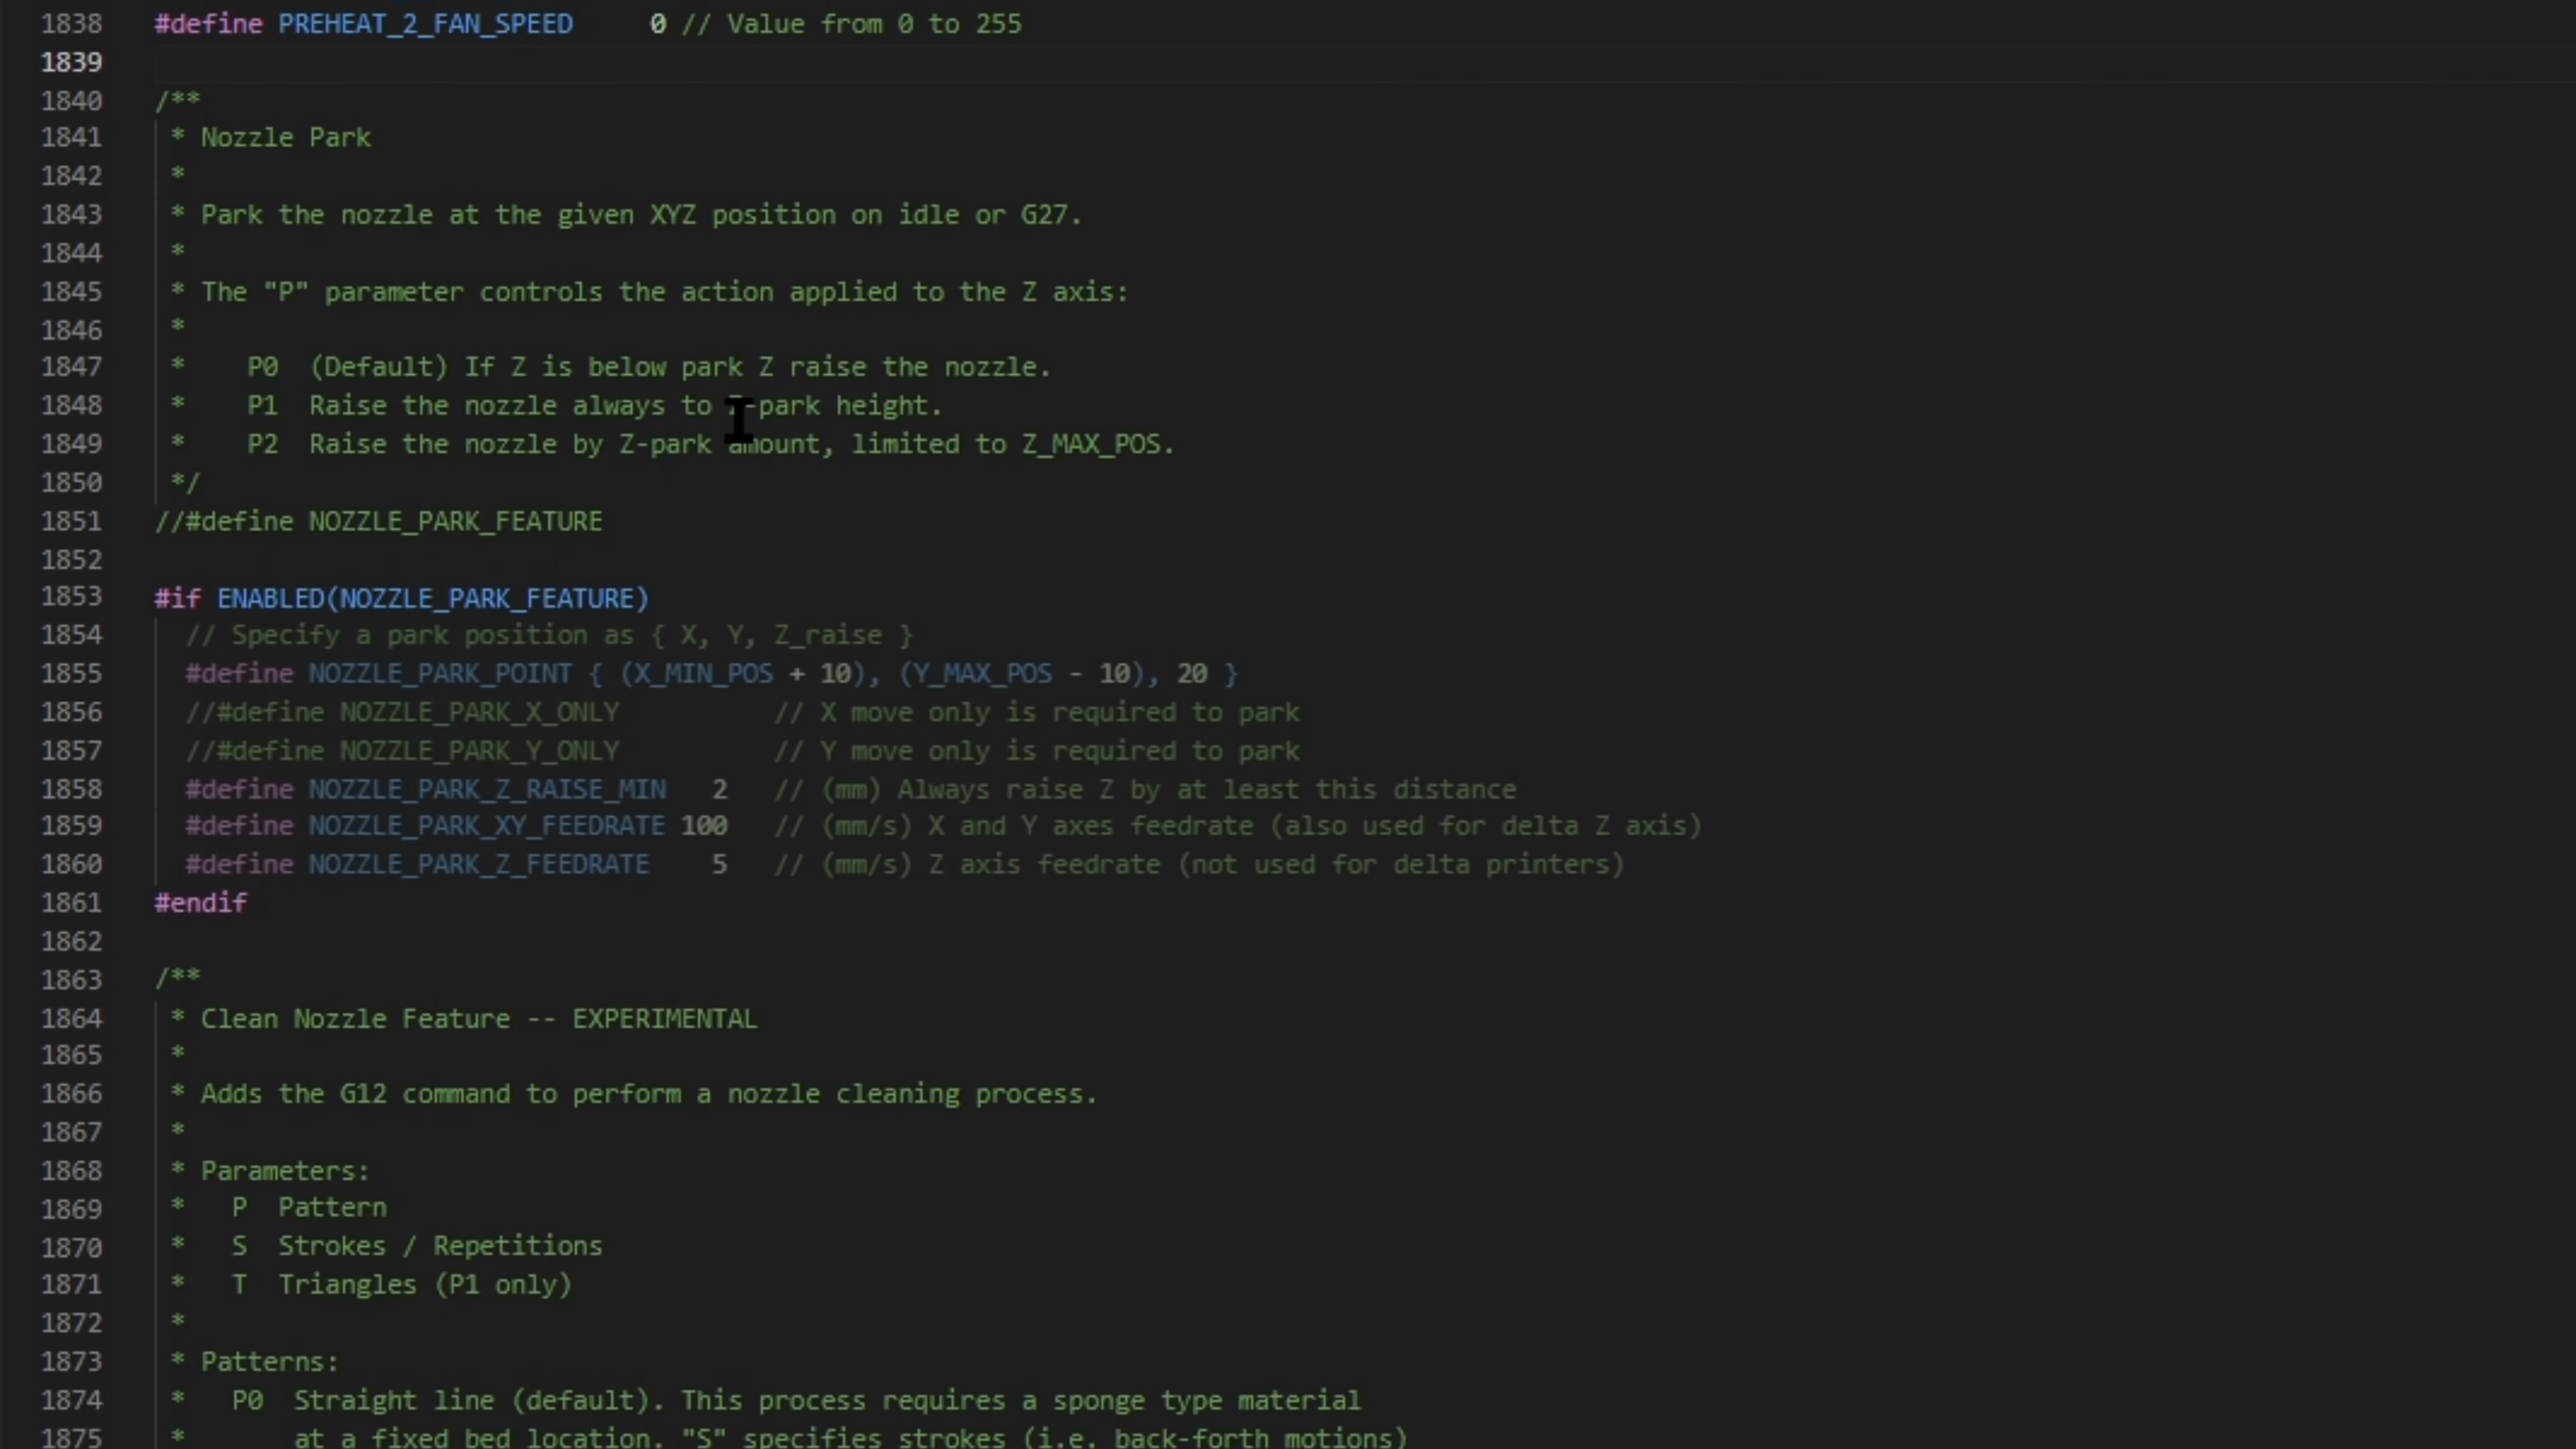 1838 #define PREHEAT_2_FAN_SPEED     0 // Value from 0 to 255
1839
1840 /**
1841  * Nozzle Park
1842  *
1843  * Park the nozzle at the given XYZ position on idle or G27.
1844  *
1845  * The "P" parameter controls the action applied to the Z axis:
1846  *
1847  *    P0  (Default) If Z is below park Z raise the nozzle.
1848  *    P1  Raise the nozzle always to Z-park height.
1849  *    P2  Raise the nozzle by Z-park amount, limited to Z_MAX_POS.
1850  */
1851 //#define NOZZLE_PARK_FEATURE
1852
1853 #if ENABLED(NOZZLE_PARK_FEATURE)
1854   // Specify a park position as { X, Y, Z_raise }
1855   #define NOZZLE_PARK_POINT { (X_MIN_POS + 10), (Y_MAX_POS - 10), 20 }
1856   //#define NOZZLE_PARK_X_ONLY          // X move only is required to park
1857   //#define NOZZLE_PARK_Y_ONLY          // Y move only is required to park
1858   #define NOZZLE_PARK_Z_RAISE_MIN   2   // (mm) Always raise Z by at least this distance
1859   #define NOZZLE_PARK_XY_FEEDRATE 100   // (mm/s) X and Y axes feedrate (also used for delta Z axis)
1860   #define NOZZLE_PARK_Z_FEEDRATE    5   // (mm/s) Z axis feedrate (not used for delta printers)
1861 #endif
1862
1863 /**
1864  * Clean Nozzle Feature -- EXPERIMENTAL
1865  *
1866  * Adds the G12 command to perform a nozzle cleaning process.
1867  *
1868  * Parameters:
1869  *   P  Pattern
1870  *   S  Strokes / Repetitions
1871  *   T  Triangles (P1 only)
1872  *
1873  * Patterns:
1874  *   P0  Straight line (default). This process requires a sponge type material
1875  *       at a fixed bed location. "S" specifies strokes (i.e. back-forth motions)